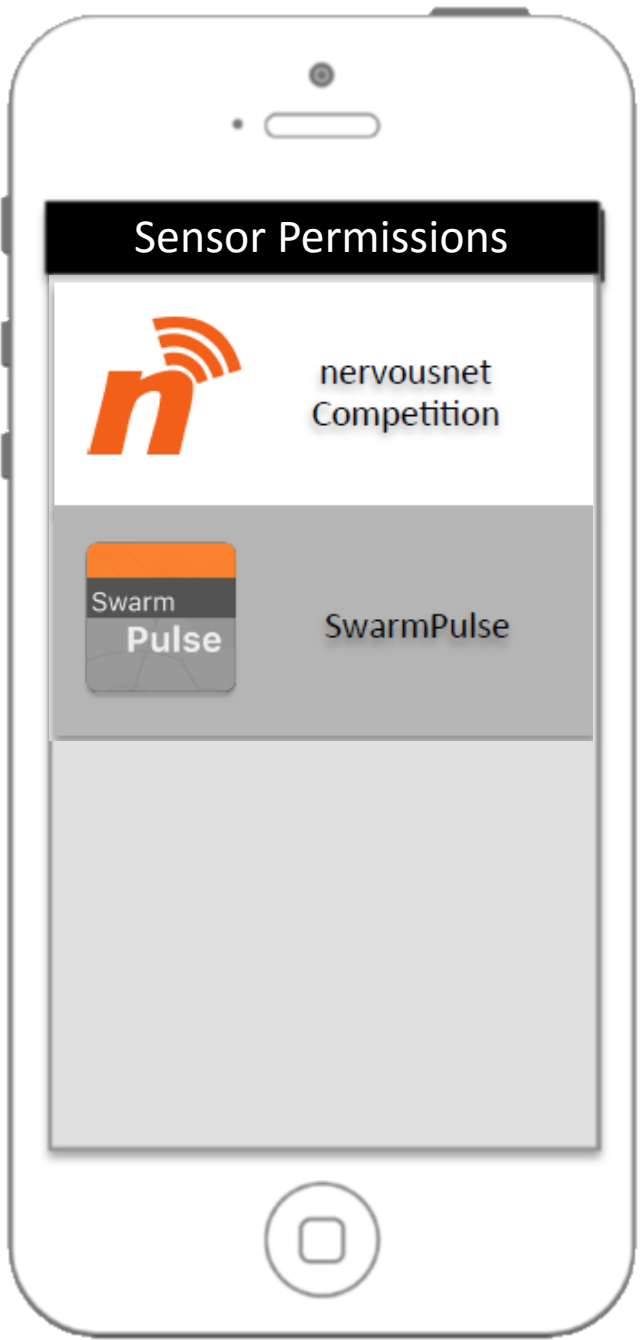 Sensor Permissions
n
nervousnet
Competition
Swarm
Pulse
SwarmPulse